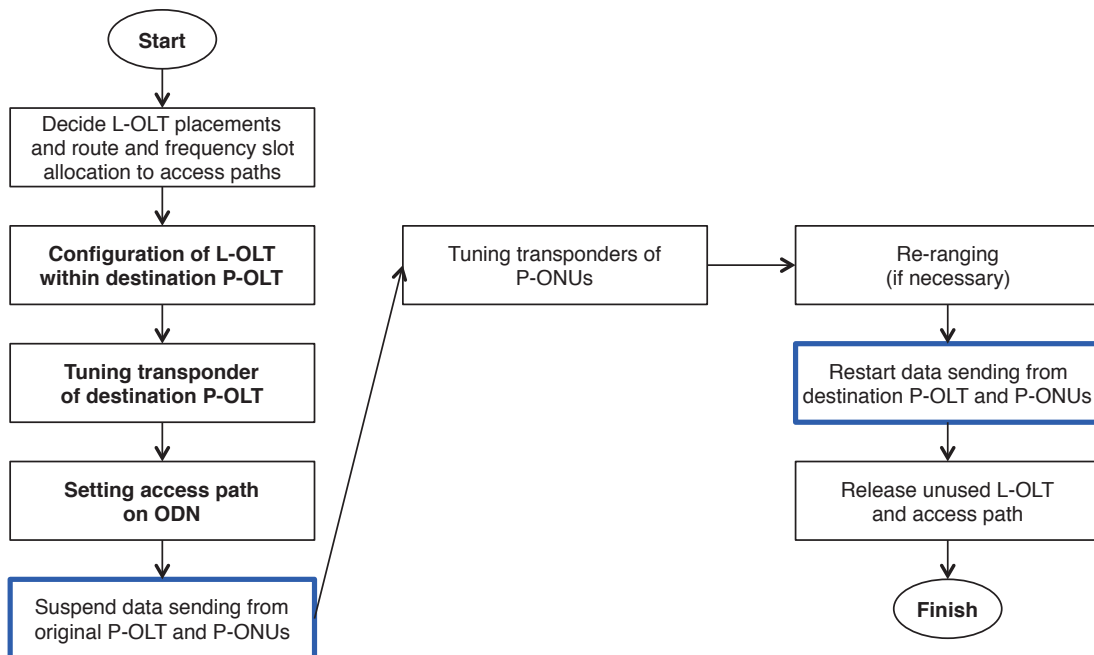 Start
Decide L-OLT placements
and route and frequency slot
allocation to access paths
Configuration of L-OLT
within destination P-OLT
Tuning transponder
of destination P-OLT
Setting access path
on ODN
Suspend data sending from
original P-OLT and P-ONUs
Tuning transponders of
P-ONUs
Re-ranging
(if necessary)
Restart data sending from
destination P-OLT and P-ONUs
Release unused L-OLT
and access path
Finish